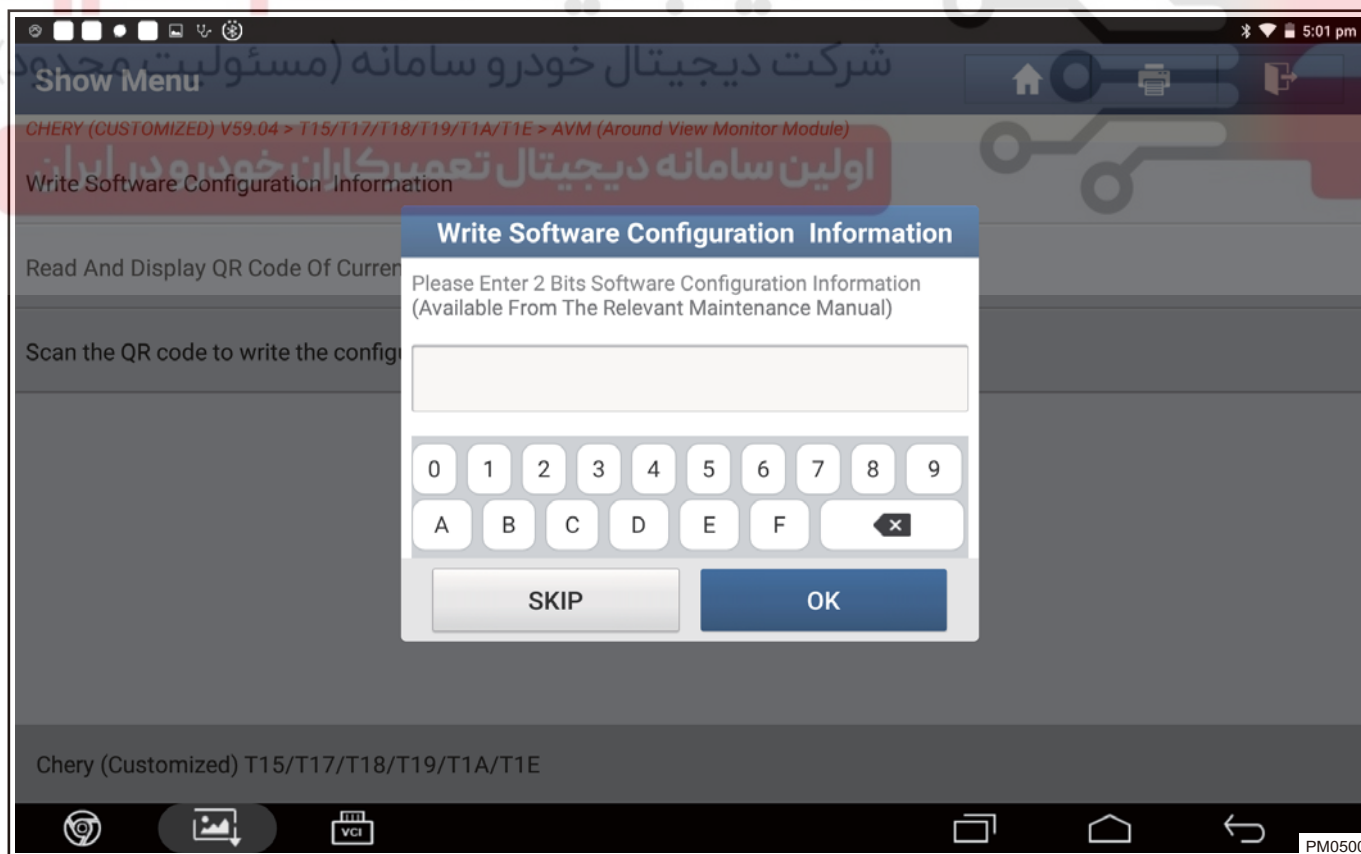 5:01 pm
شرکت دیجیتال خودرو سامانه (مسئولیت محدود)
Show Menu
CHERY (CUSTOMIZED) V59.04 > T15/T17/T18/T19/T1A/T1E > AVM (Around View Monitor Module)
اولین سامانه دیجیتال تعمیرکاران خودرو در ایران
Write Software Configuration Information
Write Software Configuration Information
Read And Display QR Code Of Curren
Please Enter 2 Bits Software Configuration Information
(Available From The Relevant Maintenance Manual)
Scan the QR code to write the config
0 1 2 3 4 5 6 7 8 9
A B C D E F
SKIP OK
Chery (Customized) T15/T17/T18/T19/T1A/T1E
VCI
PM0500